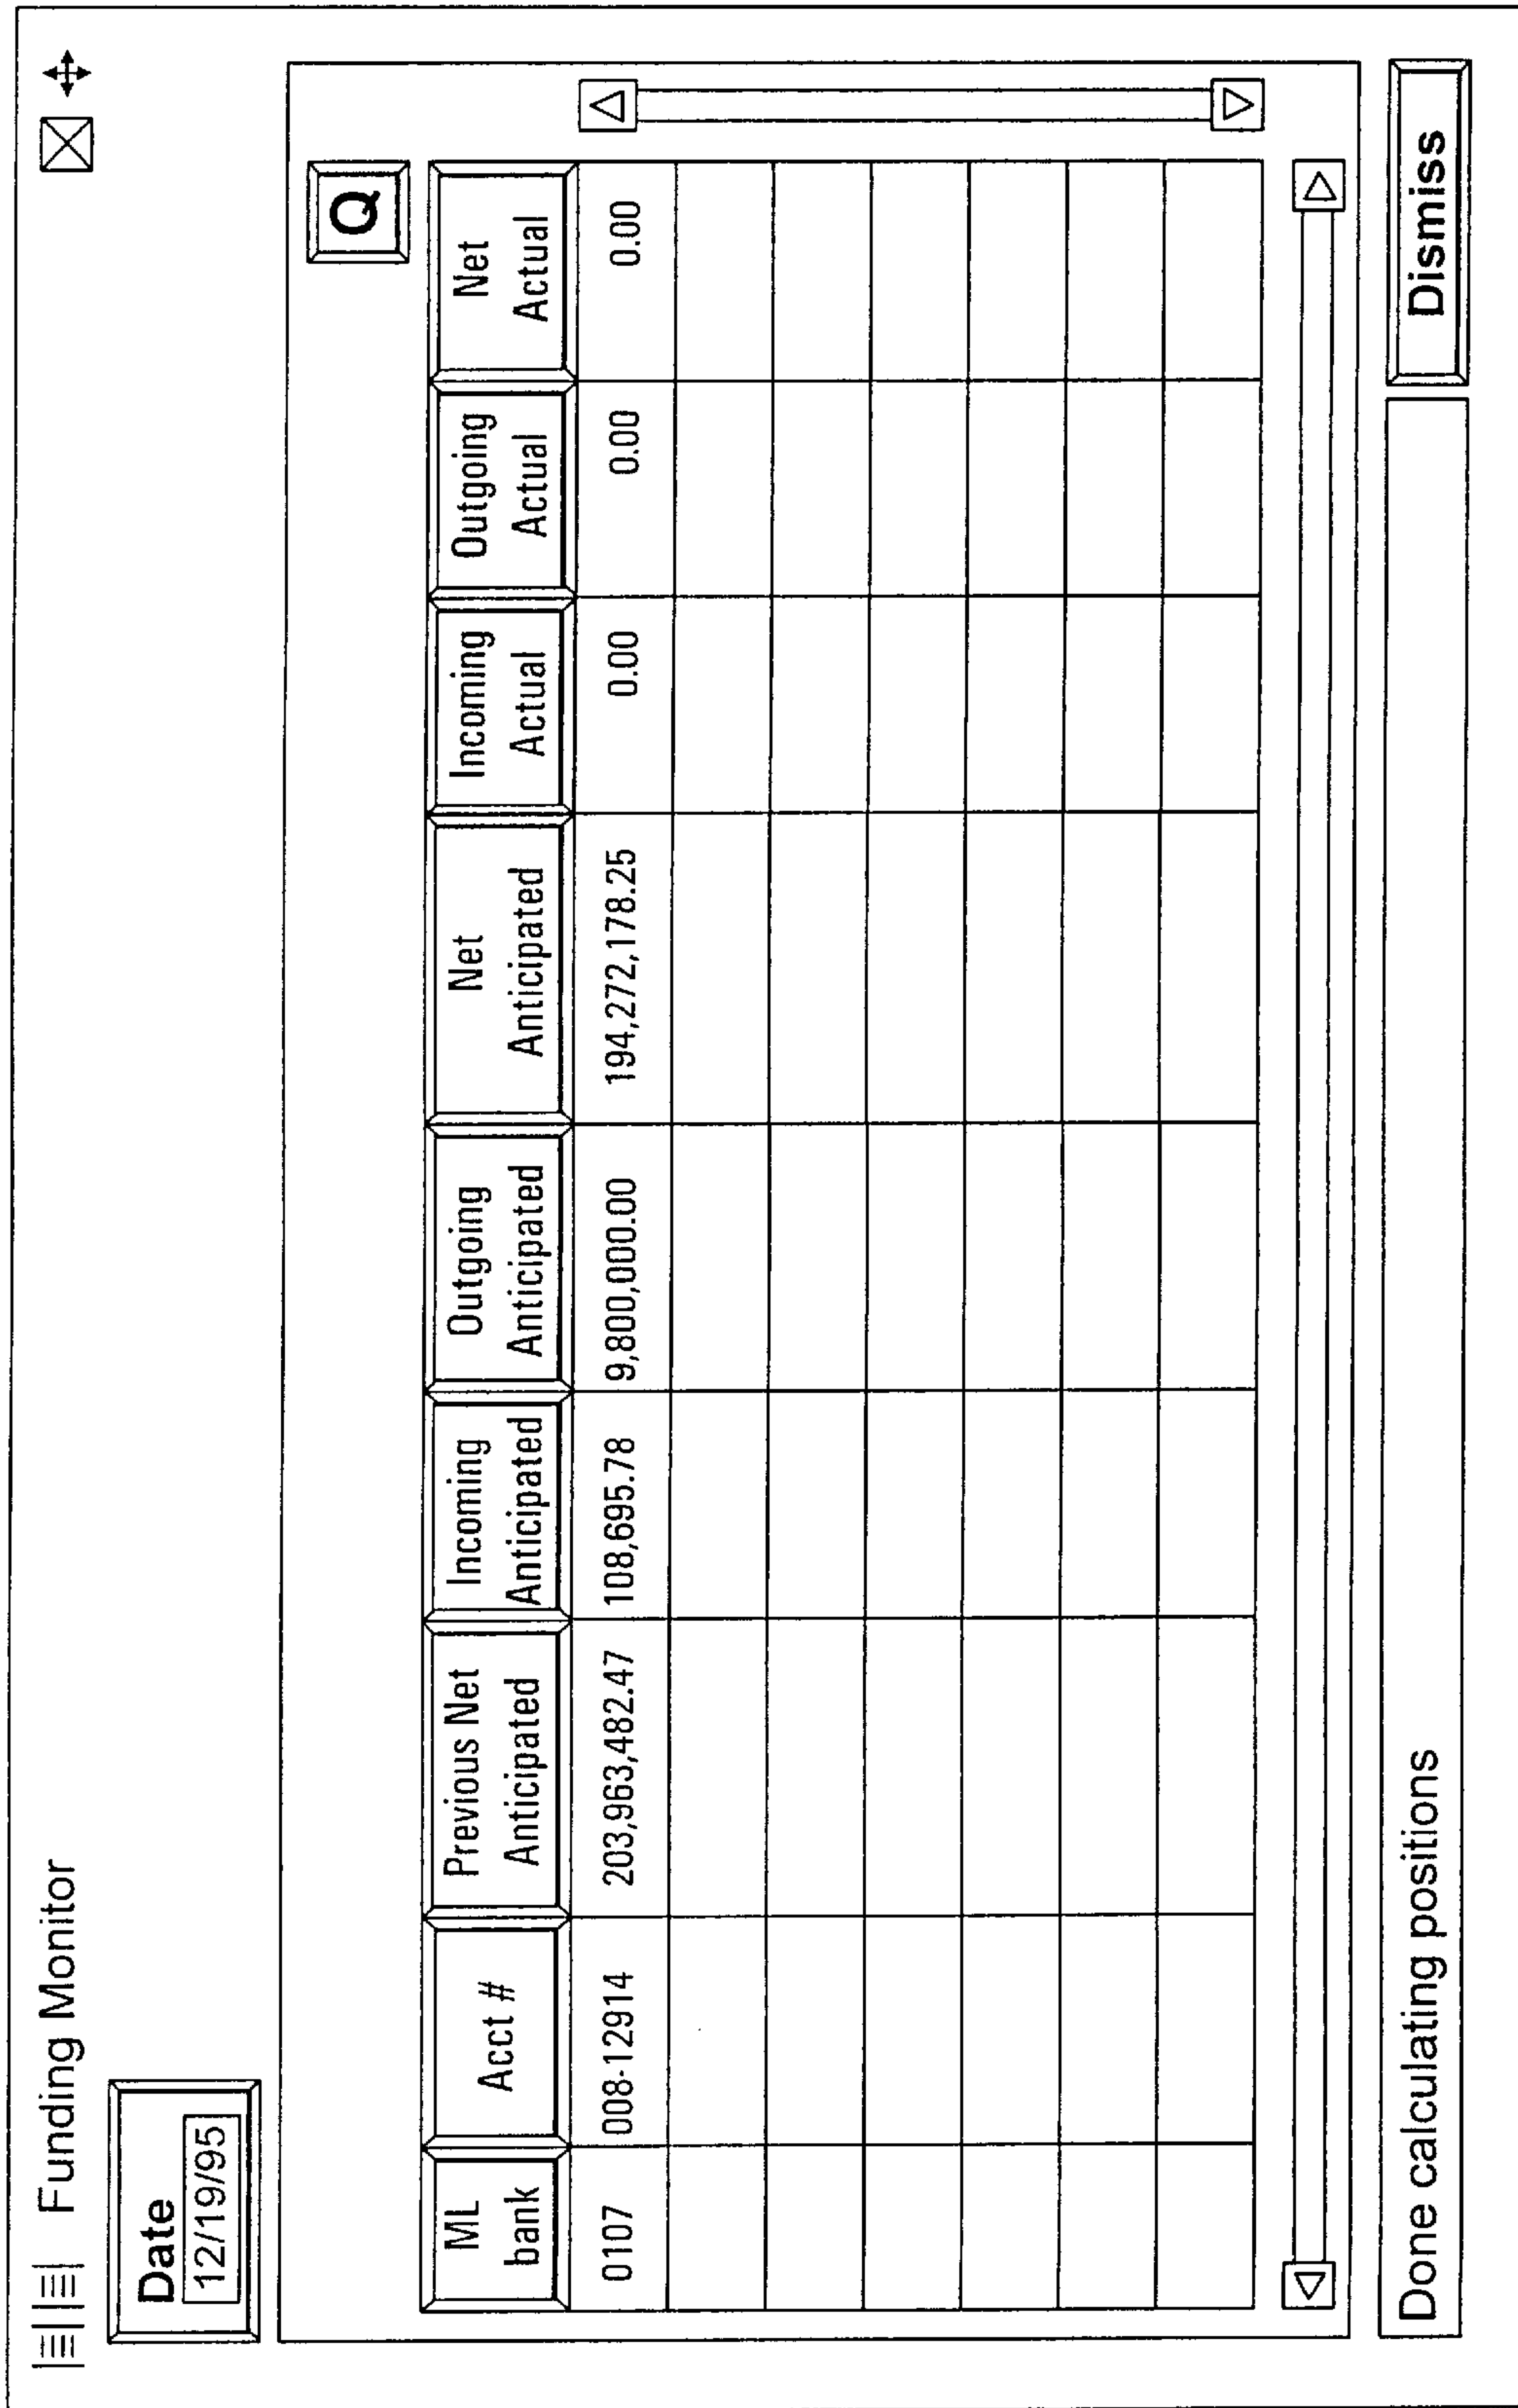 Funding Monitor
Date
12/19/95
Q
ML bank Acct # Previous Net Anticipated Incoming Anticipated Outgoing Anticipated Net Anticipated Incoming Actual Outgoing Actual Net Actual
0107 008-12914 203,963,482.47 108,695.78 9,800,000.00 194,272,178.25 0.00 0.00 0.00
Done calculating positions Dismiss